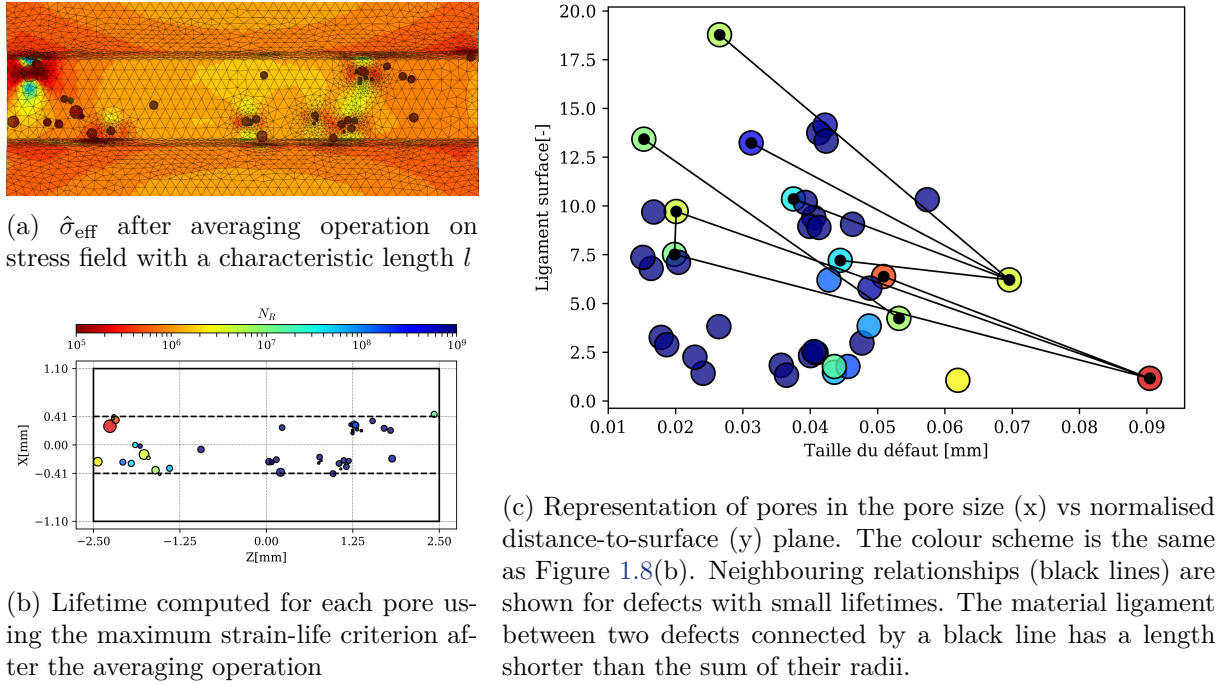 (a) σ̂eff after averaging operation on
stress field with a characteristic length l
N_R
10^5 10^6 10^7 10^8 10^9
1.10
0.41
0.00
−0.41
−1.10
X[mm]
−2.50 −1.25 0.00 1.25 2.50
Z[mm]
(b) Lifetime computed for each pore us-
ing the maximum strain-life criterion af-
ter the averaging operation
20.0
17.5
15.0
12.5
10.0
7.5
5.0
2.5
0.0
Ligament surface[-]
0.01 0.02 0.03 0.04 0.05 0.06 0.07 0.08 0.09
Taille du défaut [mm]
(c) Representation of pores in the pore size (x) vs normalised
distance-to-surface (y) plane. The colour scheme is the same
as Figure 1.8(b). Neighbouring relationships (black lines) are
shown for defects with small lifetimes. The material ligament
between two defects connected by a black line has a length
shorter than the sum of their radii.